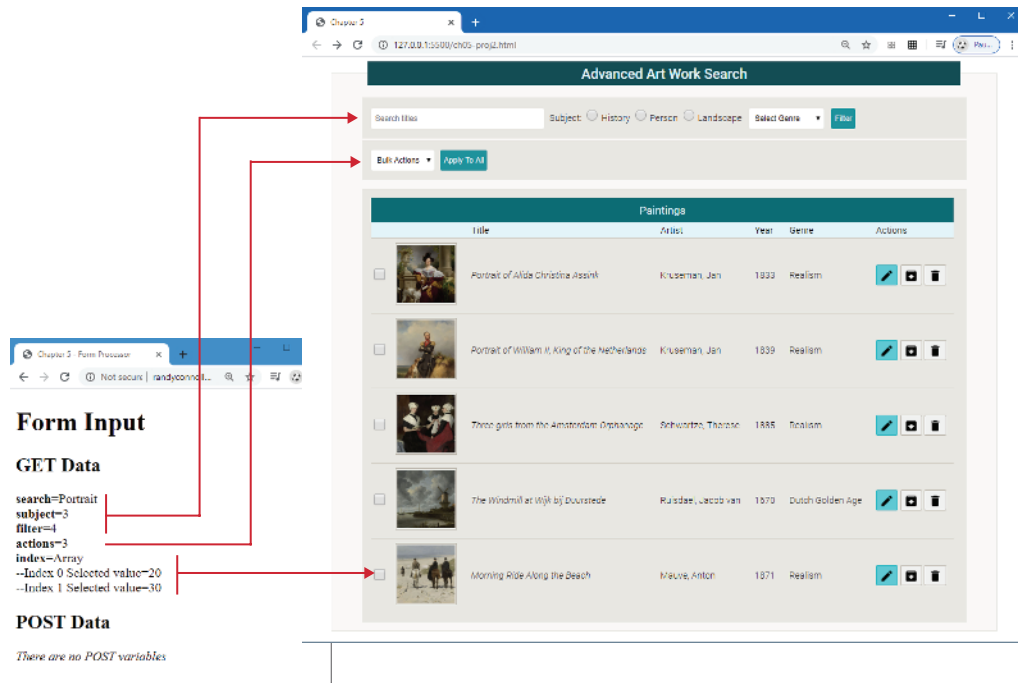 Chapter 5
127.0.0.1:5500/ch05-proj2.html
Pau...
Advanced Art Work Search
Search titles Subject: History Person Landscape Select Genre Filter
Bulk Actions Apply To All
Paintings
Title Artist Year Genre Actions
Portrait of Alida Christina Assink Kruseman, Jan 1833 Realism
Portrait of William II, King of the Netherlands Kruseman, Jan 1839 Realism
Three girls from the Amsterdam Orphanage Schwartze, Therese 1885 Realism
The Windmill at Wijk bij Duurstede Ruisdael, Jacob van 1670 Dutch Golden Age
Morning Ride Along the Beach Mauve, Anton 1871 Realism
Chapter 5 - Form Processor
Not secure | randyconnoll...
Form Input
GET Data
search=Portrait
subject=3
filter=4
actions=3
index=Array
--Index 0 Selected value=20
--Index 1 Selected value=30
POST Data
There are no POST variables